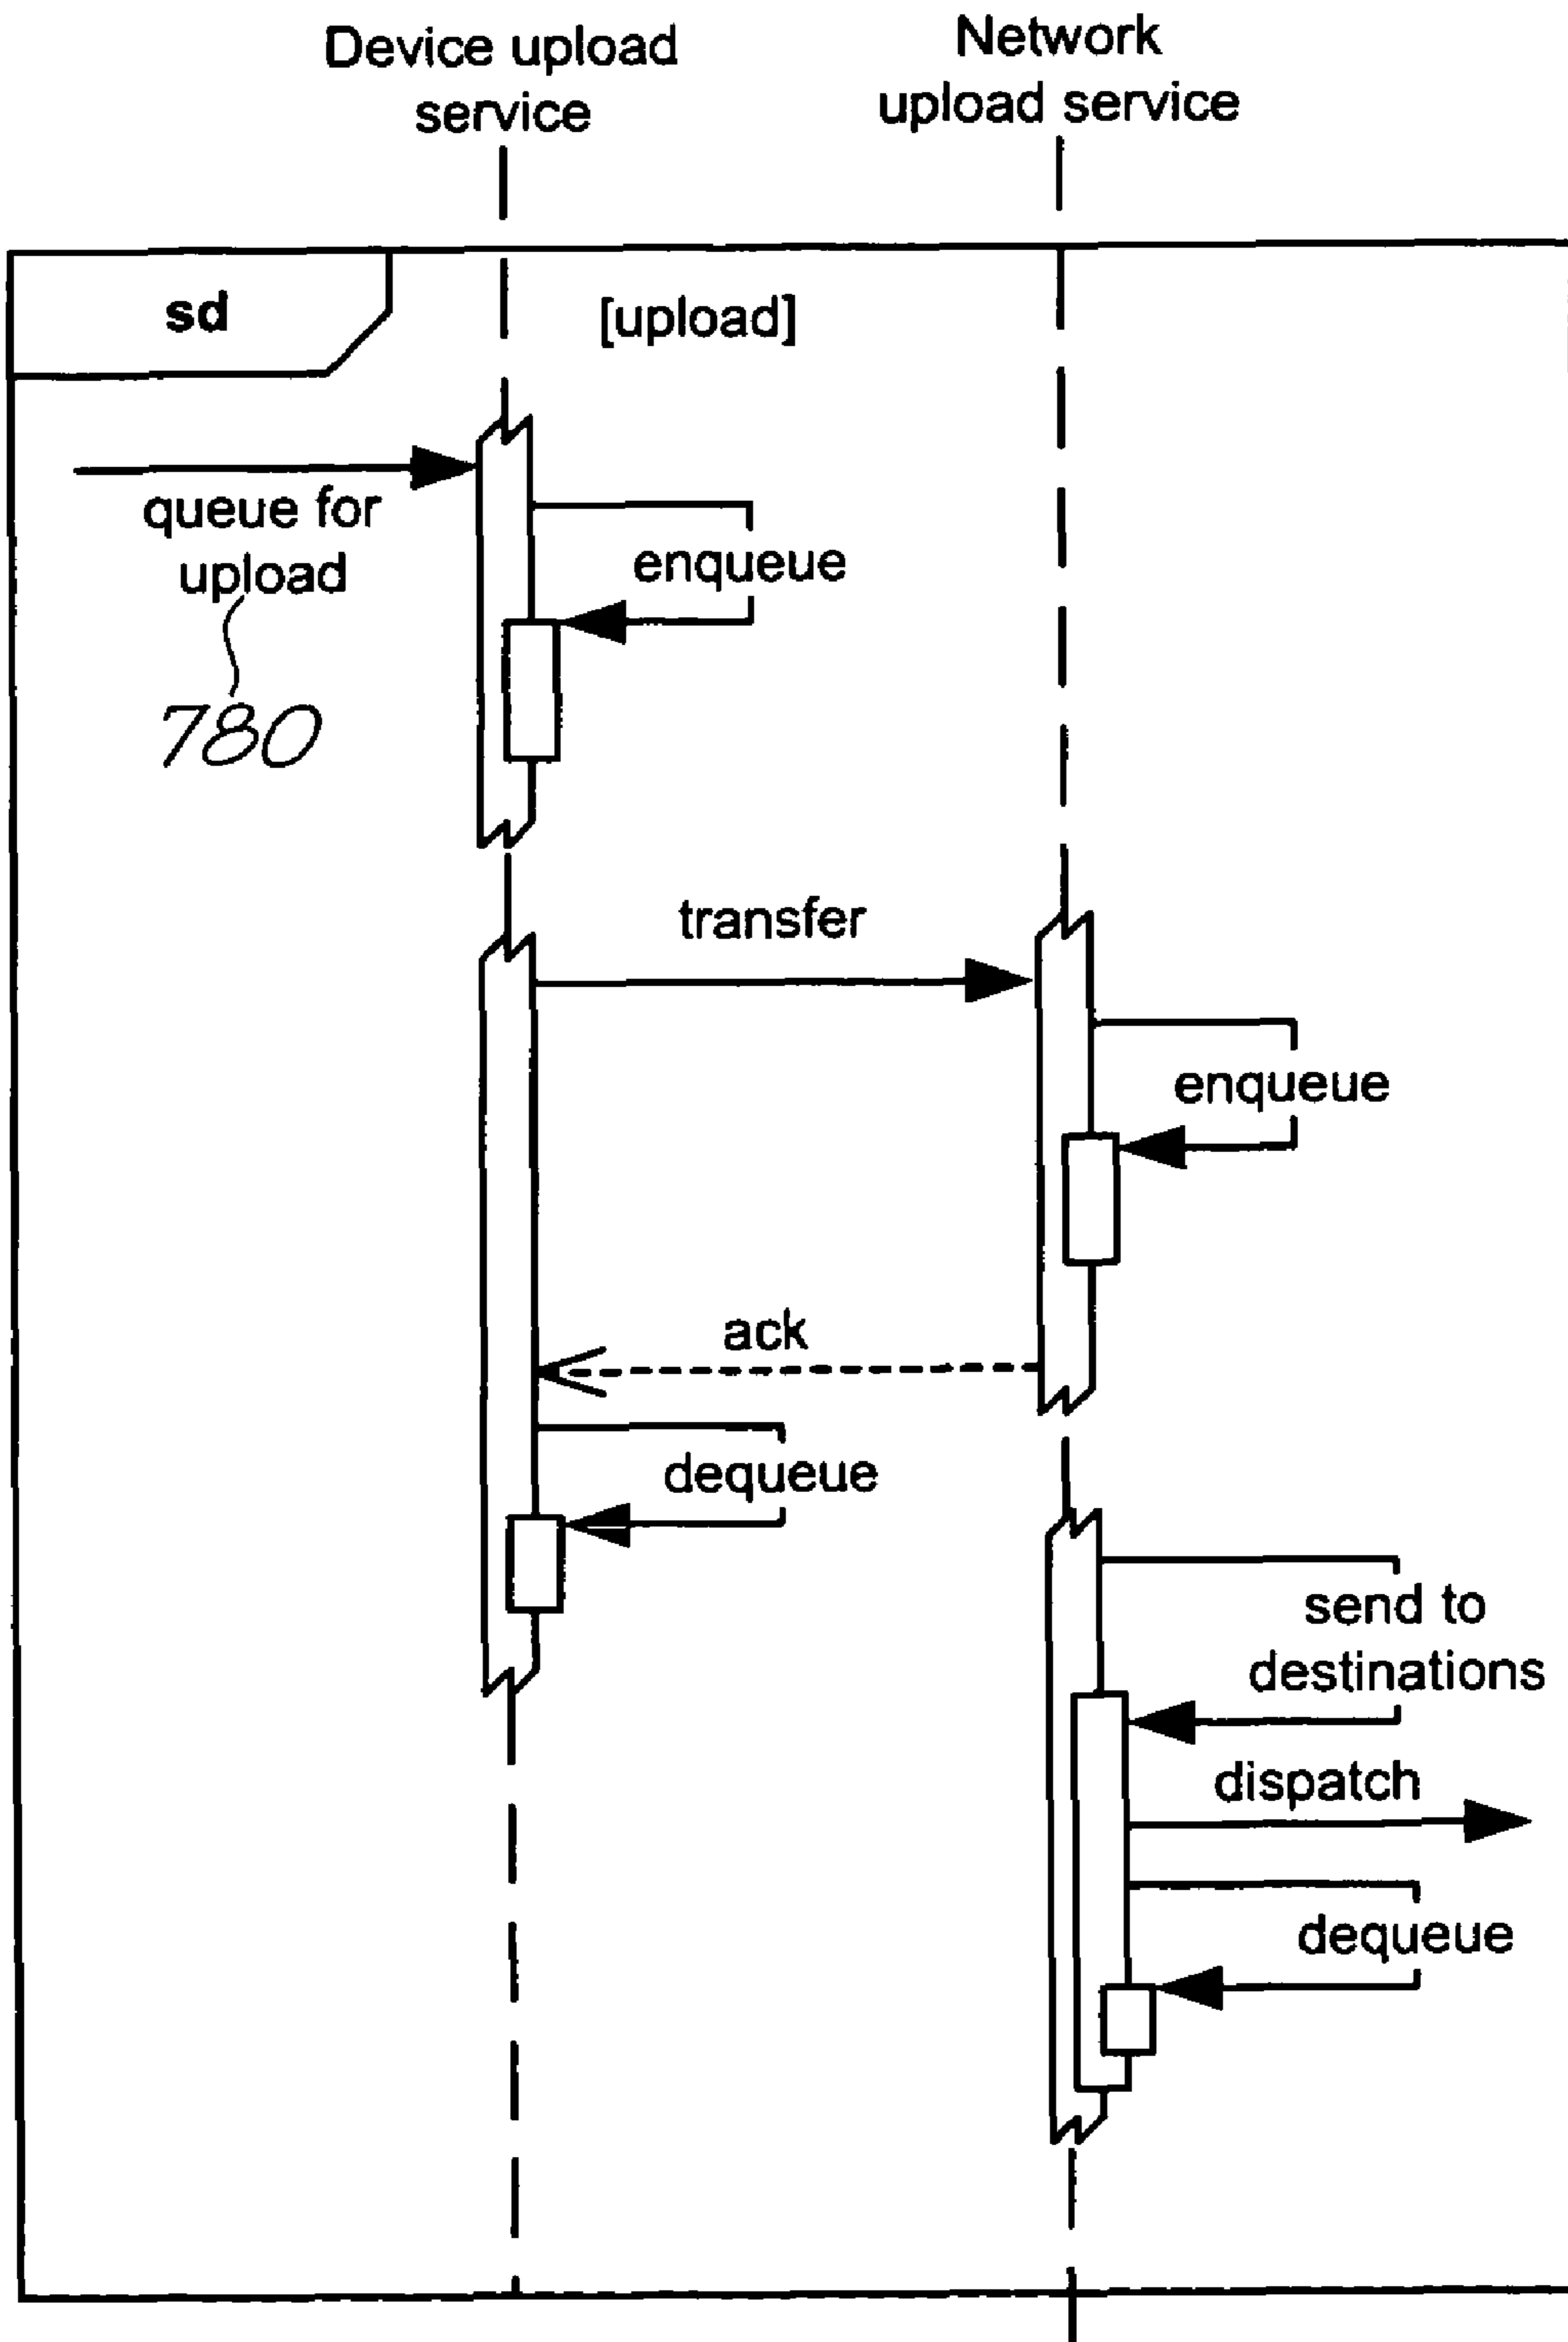 Device upload
service
Network
upload service
sd
[upload]
queue for
upload
780
enqueue
transfer
enqueue
ack
dequeue
send to
destinations
dispatch
dequeue